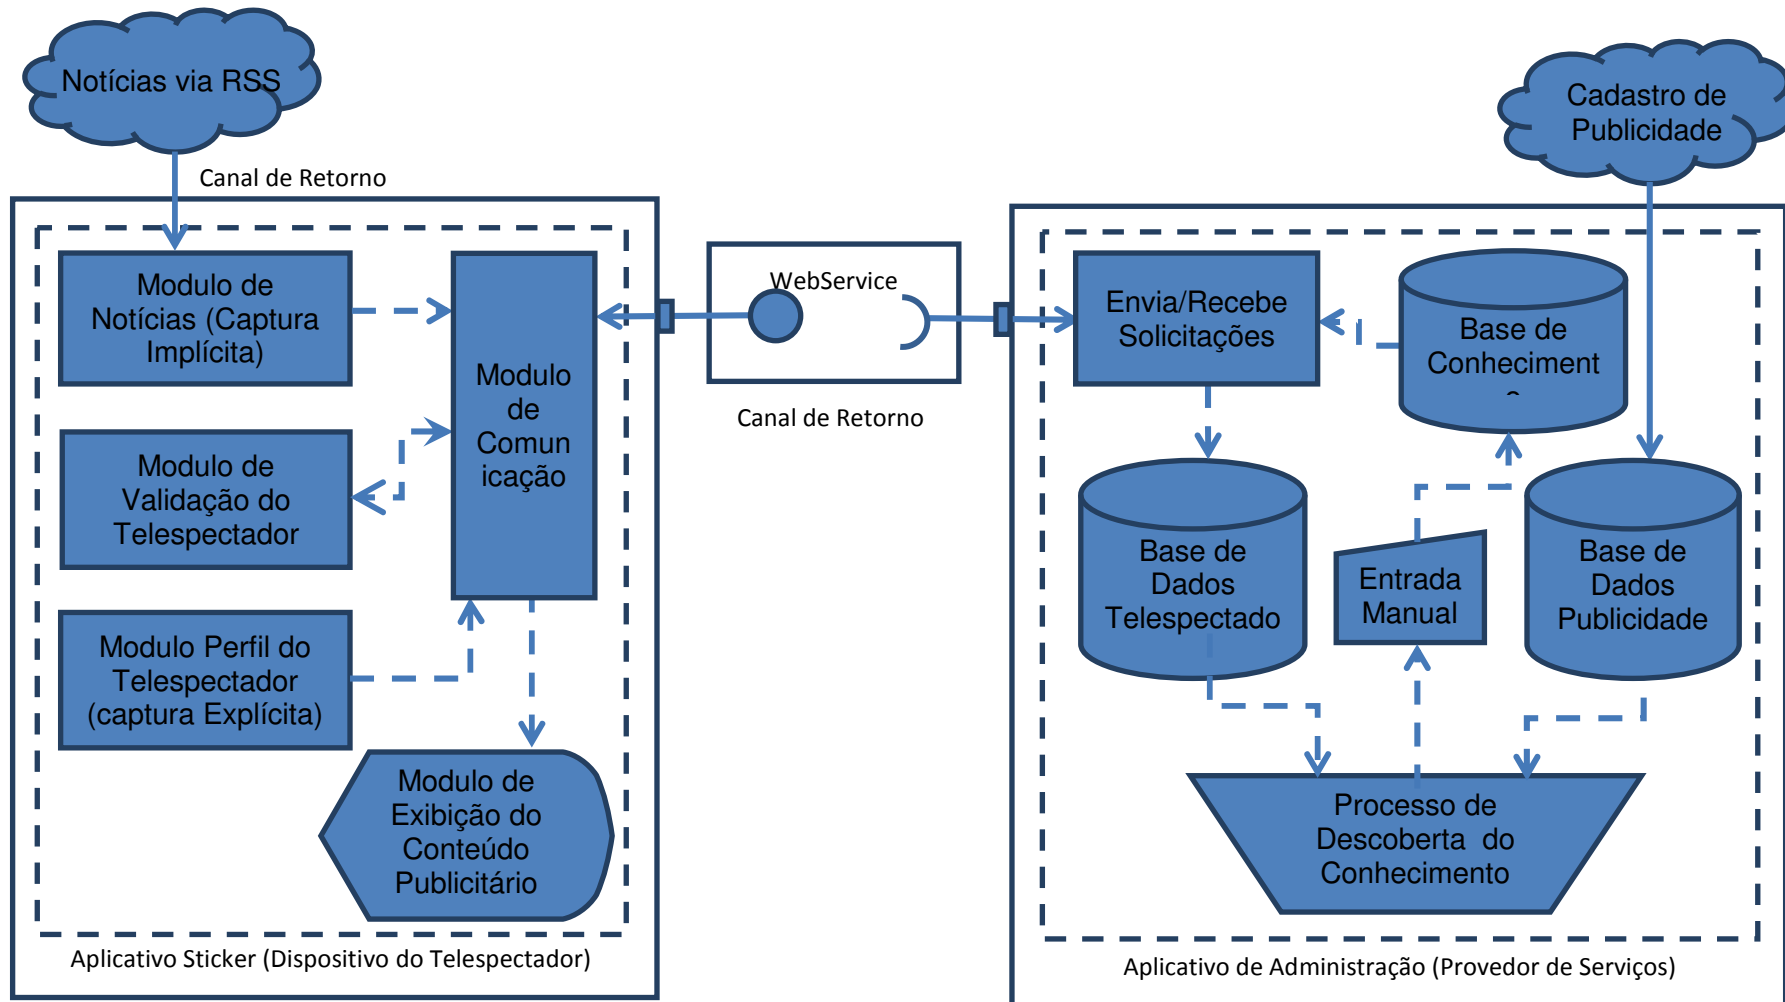 Notícias via RSS
Canal de Retorno
Modulo de
Notícias (Captura
Implícita)
Modulo de
Validação do
Telespectador
Modulo Perfil do
Telespectador
(captura Explícita)
Modulo
de
Comun
icação
Modulo de
Exibição do
Conteúdo
Publicitário
Aplicativo Sticker (Dispositivo do Telespectador)
WebService
Canal de Retorno
Cadastro de
Publicidade
Envia/Recebe
Solicitações
Base de
Conheciment
Base de
Dados
Telespectado
Entrada
Manual
Base de
Dados
Publicidade
Processo de
Descoberta do
Conhecimento
Aplicativo de Administração (Provedor de Serviços)